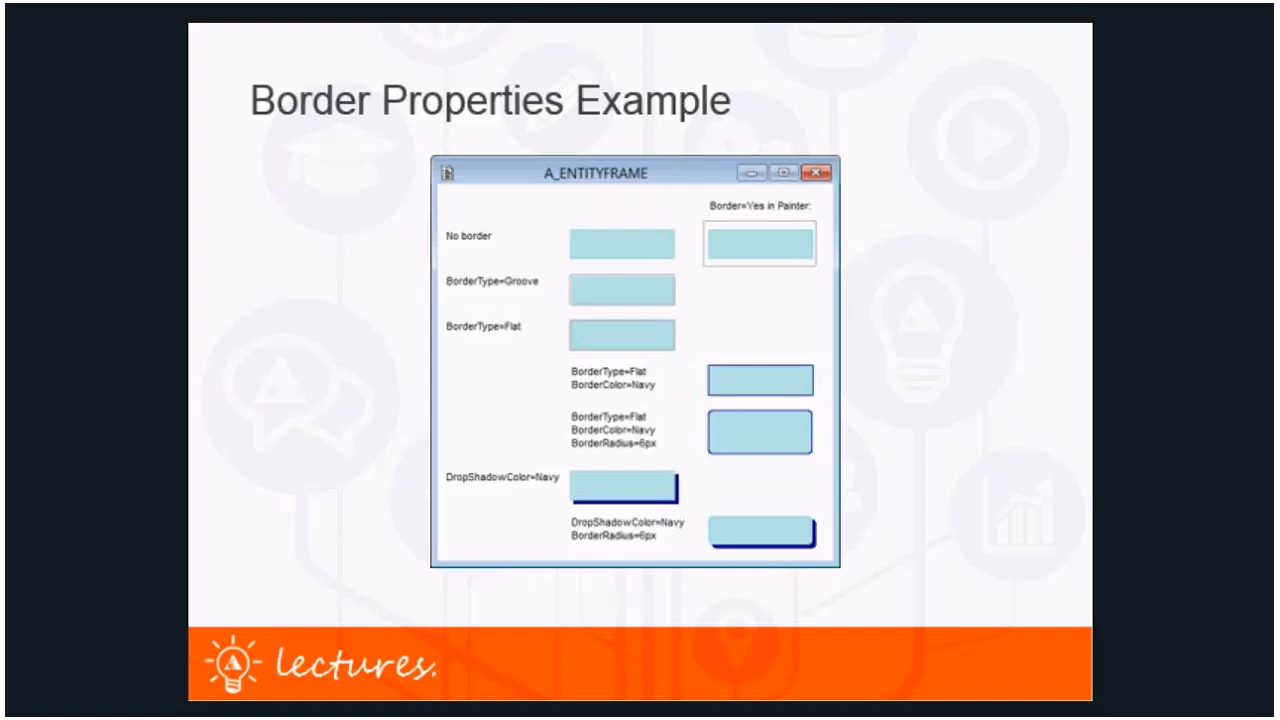 Border Properties Example
A_ENTITYFRAME
Border=Yes in Painter:
No border
BorderType=Groove
BorderType=Flat
BorderType=Flat
BorderColor=Navy
BorderType=Flat
BorderColor=Navy
BorderRadius=6px
DropShadowColor=Navy
DropShadowColor=Navy
BorderRadius=6px
lectures.